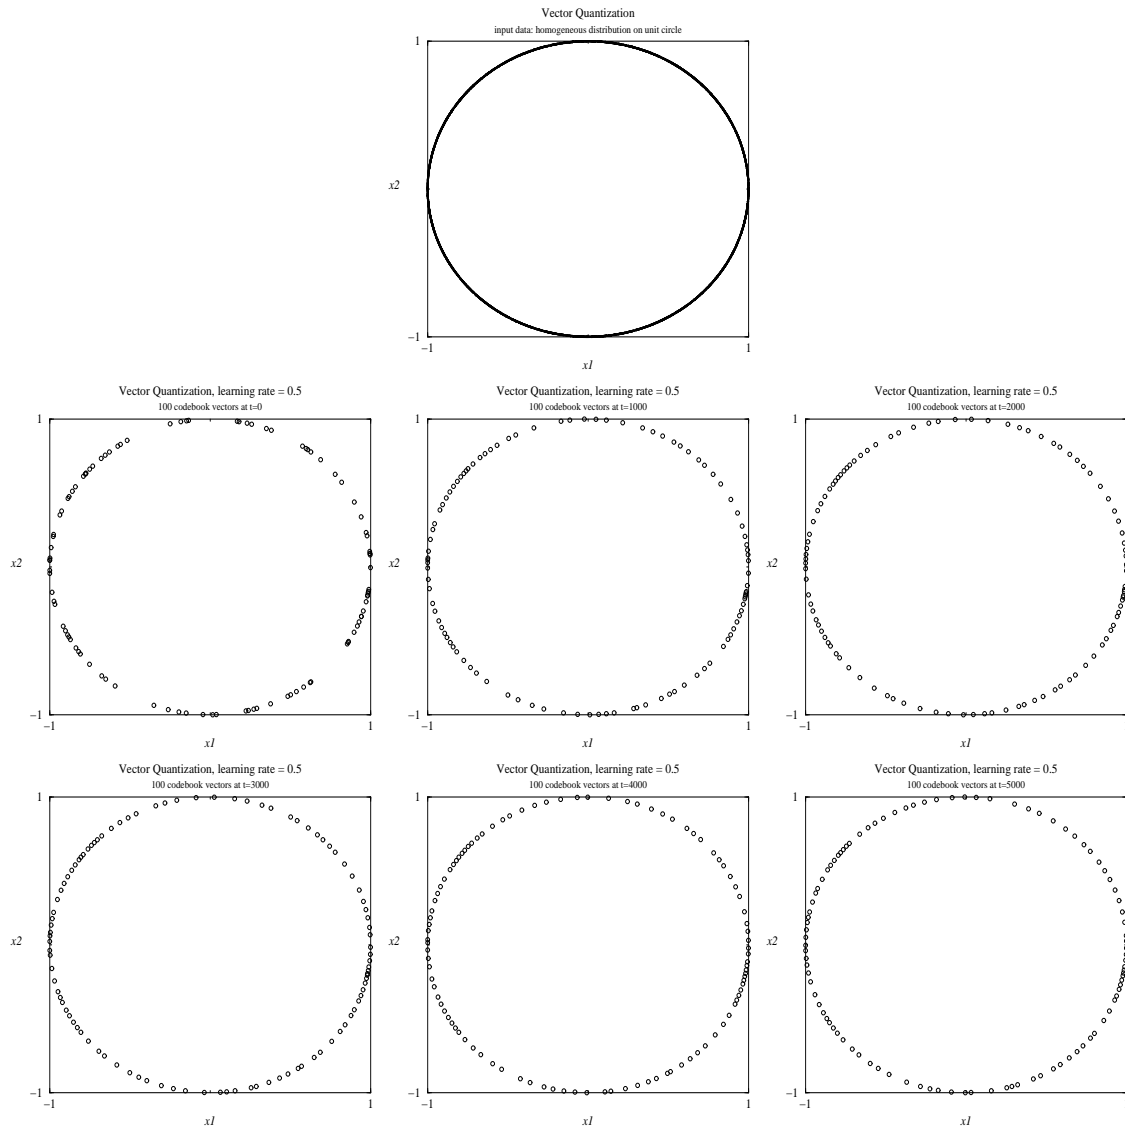 Vector Quantization
input data: homogeneous distribution on unit circle
1
x2
−1
−1 1
x1
Vector Quantization, learning rate = 0.5
100 codebook vectors at t=0
1
x2
−1
−1 1
x1
Vector Quantization, learning rate = 0.5
100 codebook vectors at t=1000
1
x2
−1
−1 1
x1
Vector Quantization, learning rate = 0.5
100 codebook vectors at t=2000
1
x2
−1
−1
x1
Vector Quantization, learning rate = 0.5
100 codebook vectors at t=3000
1
x2
−1
−1 1
x1
Vector Quantization, learning rate = 0.5
100 codebook vectors at t=4000
1
x2
−1
−1 1
x1
Vector Quantization, learning rate = 0.5
100 codebook vectors at t=5000
1
x2
−1
−1
x1